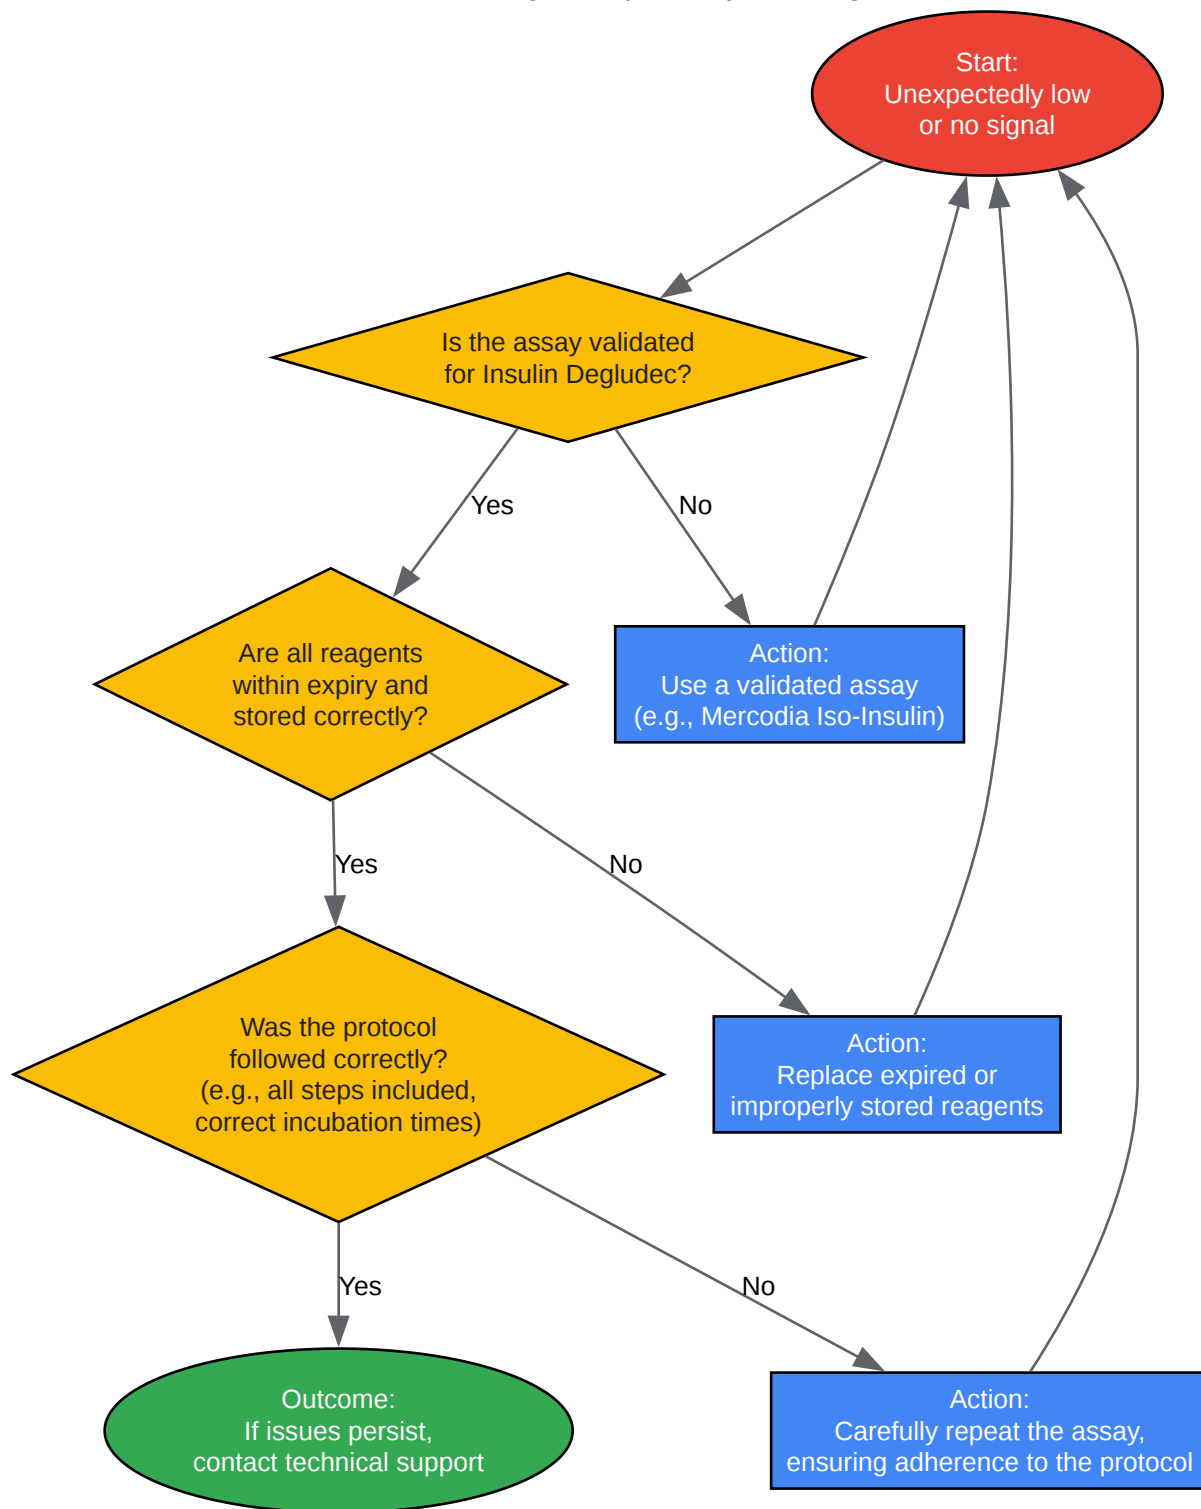 Start:
Unexpectedly low
or no signal
Is the assay validated
for Insulin Degludec?
Yes
No
Are all reagents
within expiry and
stored correctly?
Action:
Use a validated assay
(e.g., Mercodia Iso-Insulin)
Yes
No
Was the protocol
followed correctly?
(e.g., all steps included,
correct incubation times)
Action:
Replace expired or
improperly stored reagents
Yes
No
Outcome:
If issues persist,
contact technical support
Action:
Carefully repeat the assay,
ensuring adherence to the protocol